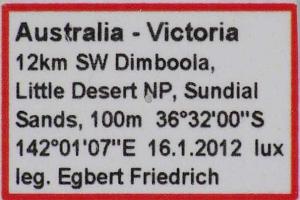 Australia - Victoria
12km SW Dimboola,
Little Desert NP, Sundial
Sands, 100m 36°32'00"S
142°01'07"E 16.1.2012 lux
leg. Egbert Friedrich